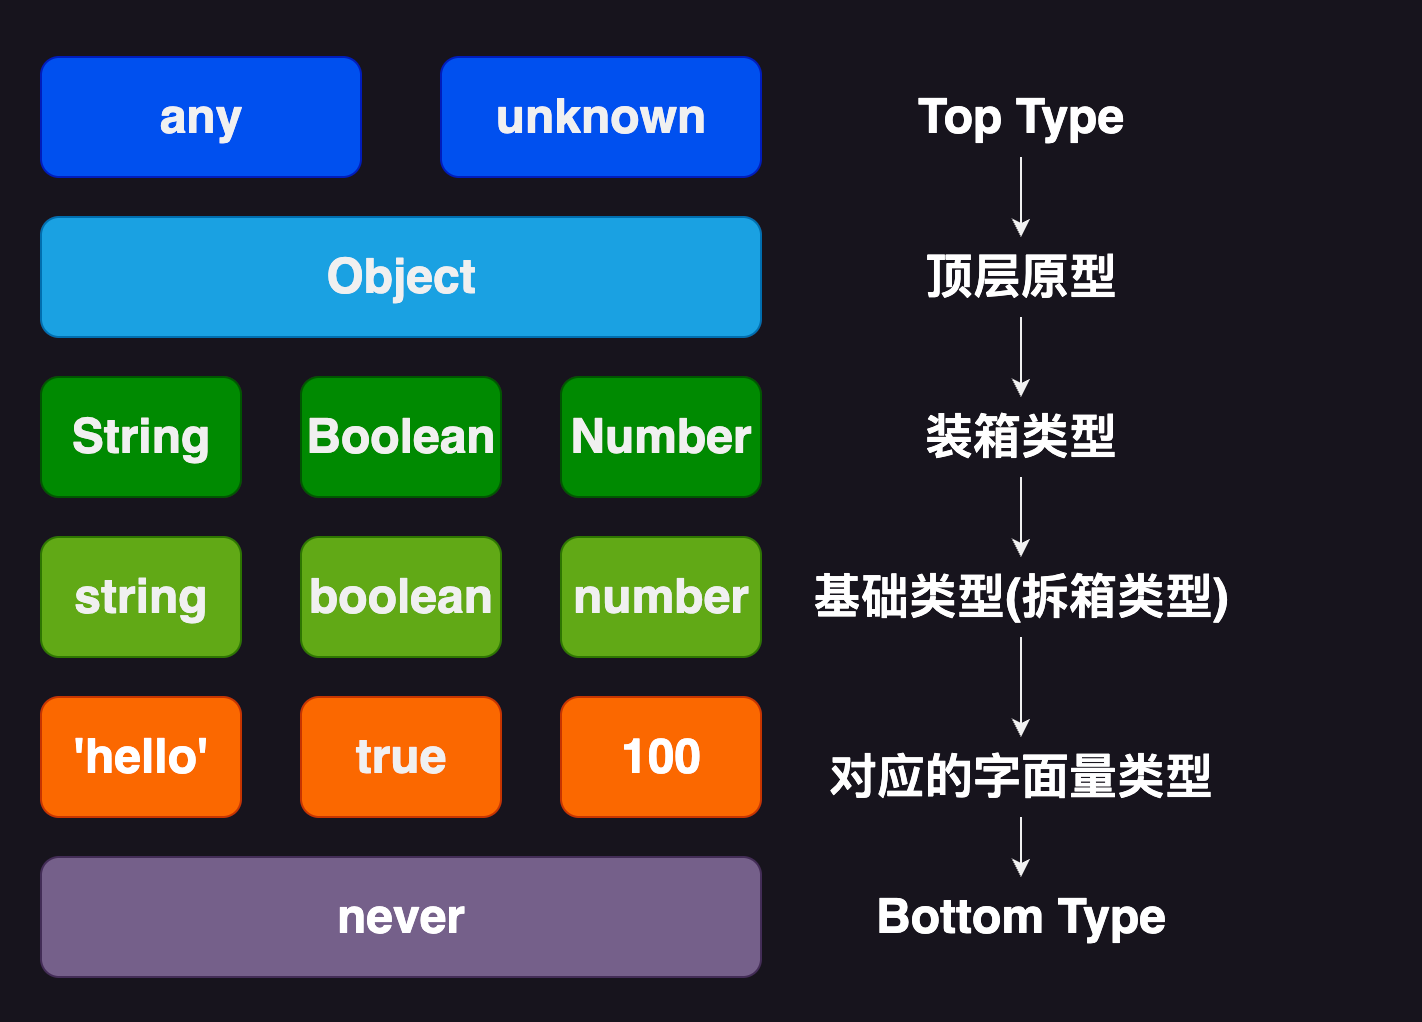 any
unknown
Top Type
Object
顶层原型
String
Boolean
Number
装箱类型
string
boolean
number
基础类型(拆箱类型)
'hello'
true
100
对应的字面量类型
never
Bottom Type